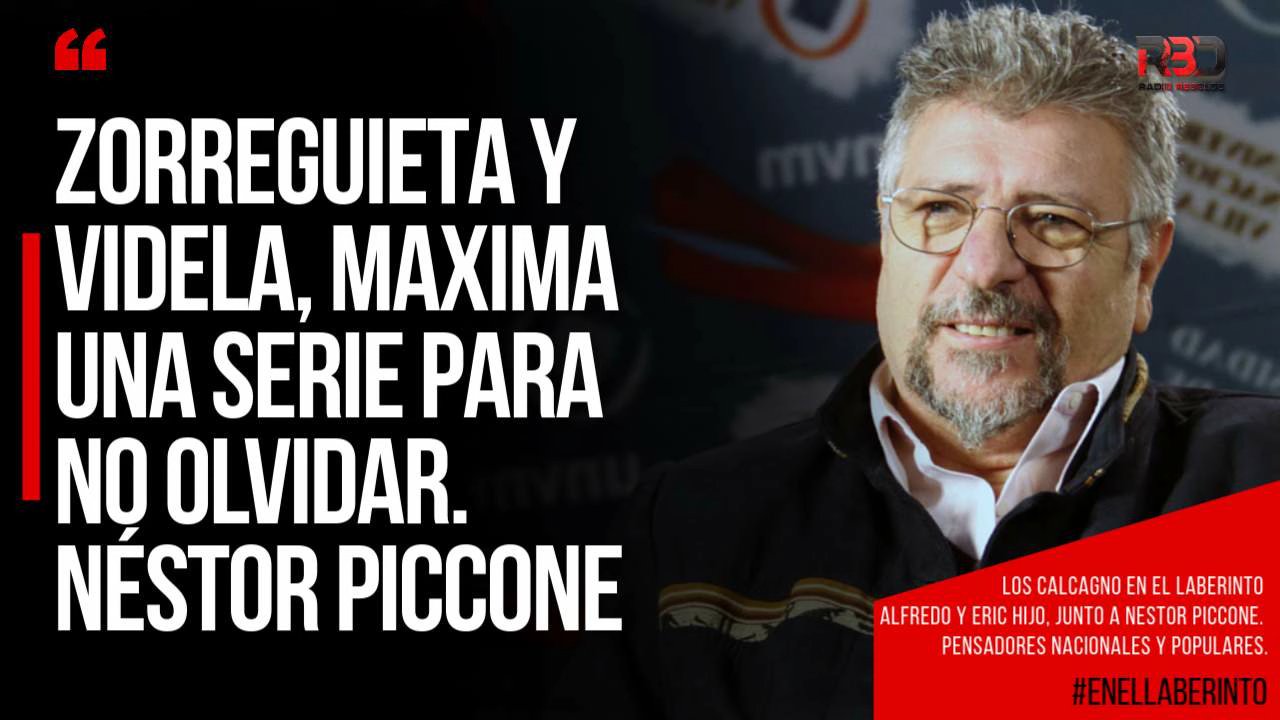 RBD
ZORREGUIETA Y
VIDELA, MAXIMA
UNA SERIE PARA
NO OLVIDAR.
NÉSTOR PICCONE
LOS CALCAGNO EN EL LABERINTO
ALFREDO Y ERIC HIJO, JUNTO A NESTOR PICCONE.
PENSADORES NACIONALES Y POPULARES.
#ENELLABERINTO